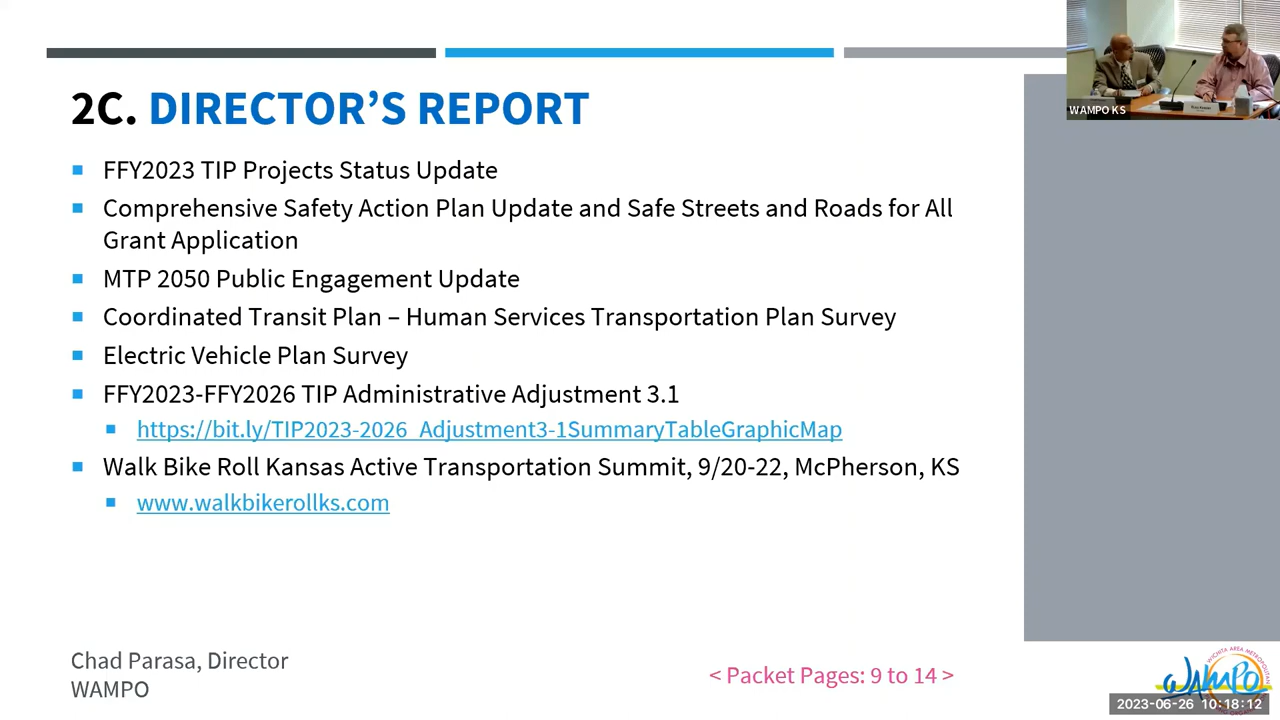 WAMPO KS
2C. DIRECTOR'S REPORT
FFY2023 TIP Projects Status Update
Comprehensive Safety Action Plan Update and Safe Streets and Roads for All
Grant Application
MTP 2050 Public Engagement Update
Coordinated Transit Plan – Human Services Transportation Plan Survey
Electric Vehicle Plan Survey
FFY2023-FFY2026 TIP Administrative Adjustment 3.1
https://bit.ly/TIP2023-2026_Adjustment3-1SummaryTableGraphicMap
Walk Bike Roll Kansas Active Transportation Summit, 9/20-22, McPherson, KS
www.walkbikerollks.com
Chad Parasa, Director
WAMPO
< Packet Pages: 9 to 14 >
WICHITA AREA METROPOLITAN
WAMPO
2023-06-26 10:18:12